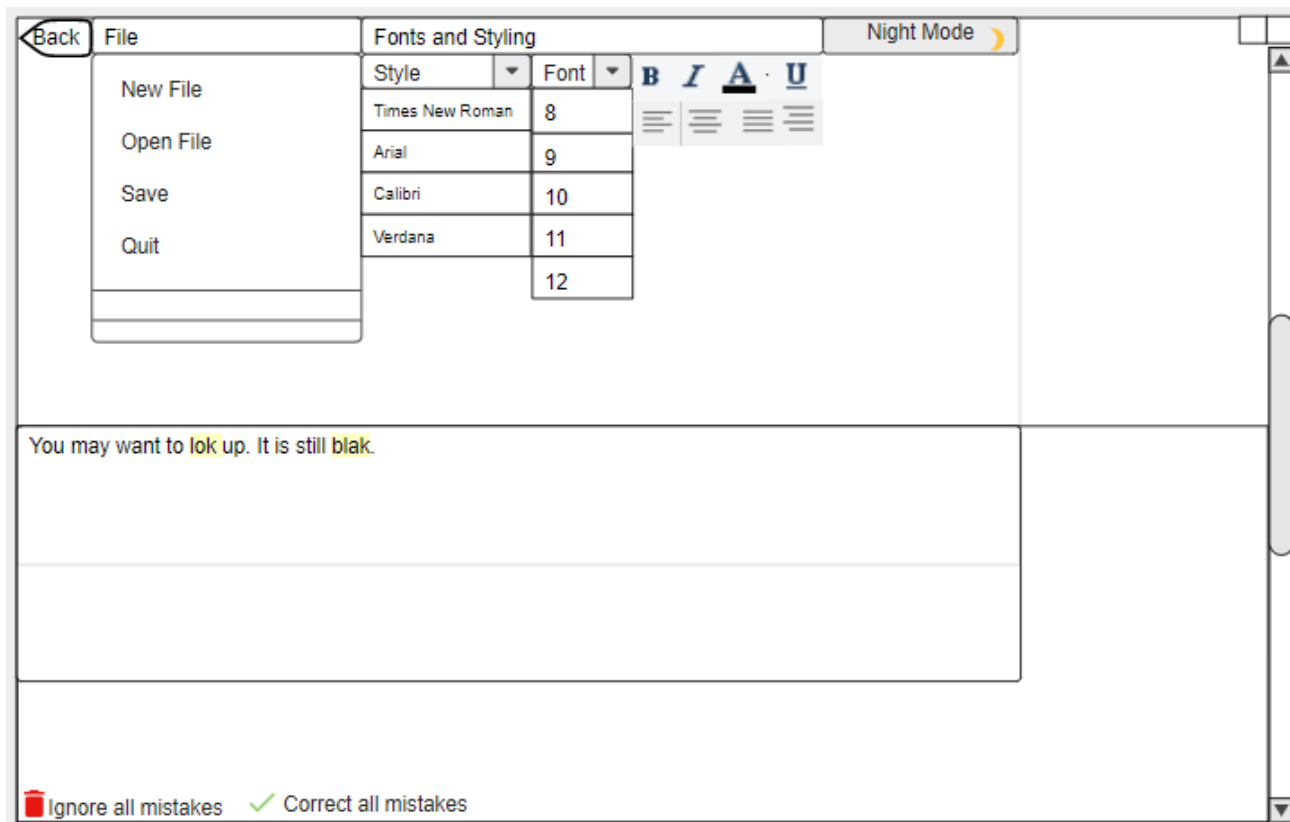 Back File Fonts and Styling Night Mode
Style Font B I A U
New File
Times New Roman 8
Open File
Arial 9
Save
Calibri 10
Quit
Verdana 11
12
You may want to lok up. It is still blak.
Ignore all mistakes Correct all mistakes